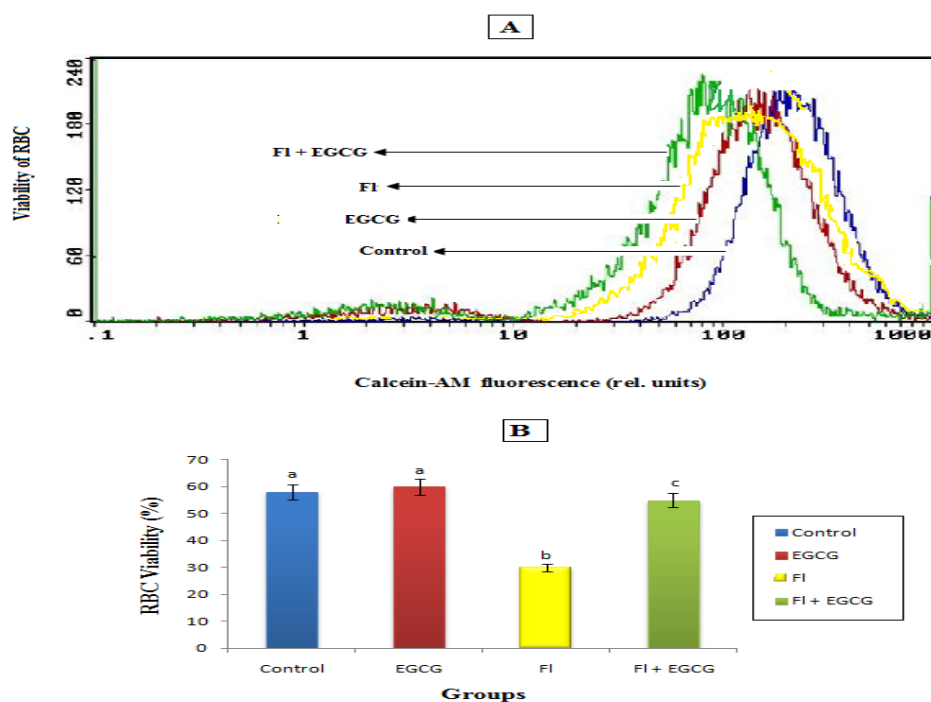 A
Viability of RBC
240
180
120
60
0
Fl + EGCG
Fl
EGCG
Control
.1 1 10 100 1000
Calcein-AM fluorescence (rel. units)
B
RBC Viability (%)
70
60
50
40
30
20
10
0
a a b c
Control EGCG Fl Fl + EGCG
Groups
Control
EGCG
Fl
Fl + EGCG